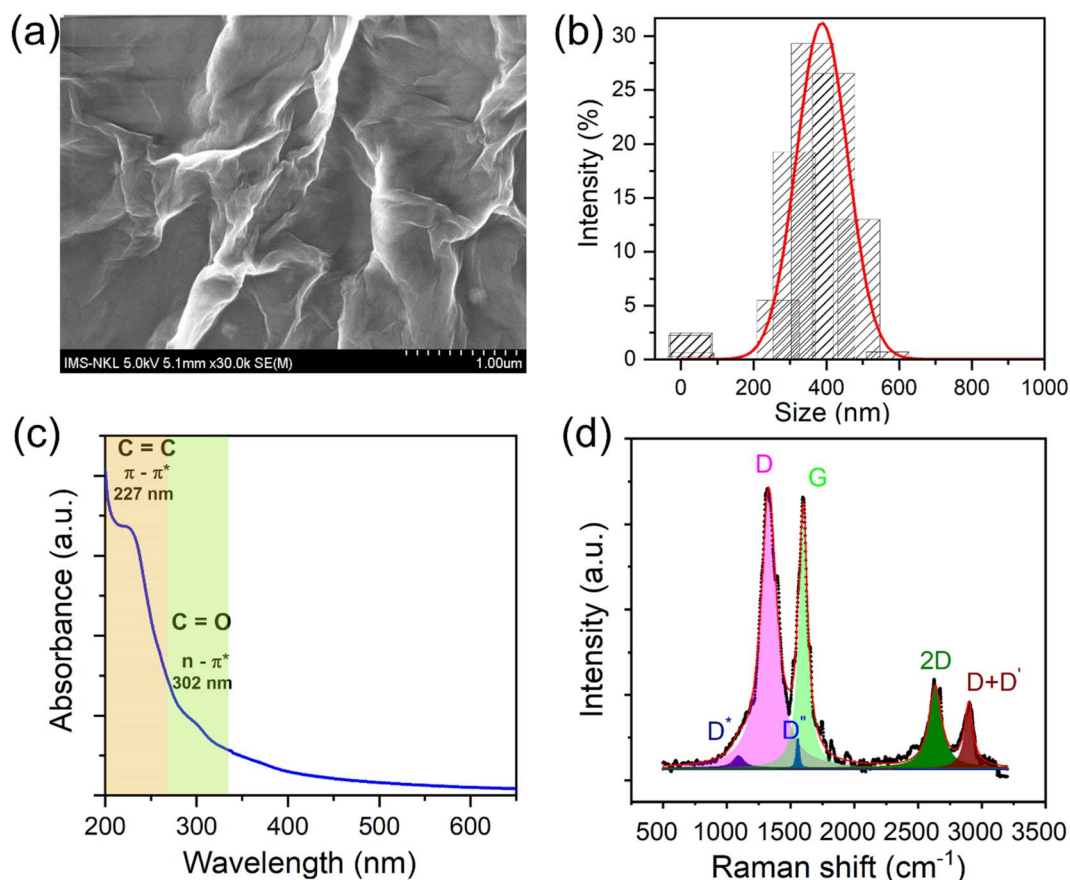 (a)
IMS-NKL 5.0kV 5.1mm x30.0k SE(M)
1.00um
(b)
30
25
20
15
10
5
0
Intensity (%)
0 200 400 600 800 1000
Size (nm)
(c)
C = C
π - π*
227 nm
C = O
n - π*
302 nm
Absorbance (a.u.)
200 300 400 500 600
Wavelength (nm)
(d)
D
G
2D
D+D'
D*
D"
Intensity (a.u.)
500 1000 1500 2000 2500 3000 3500
Raman shift (cm-1)